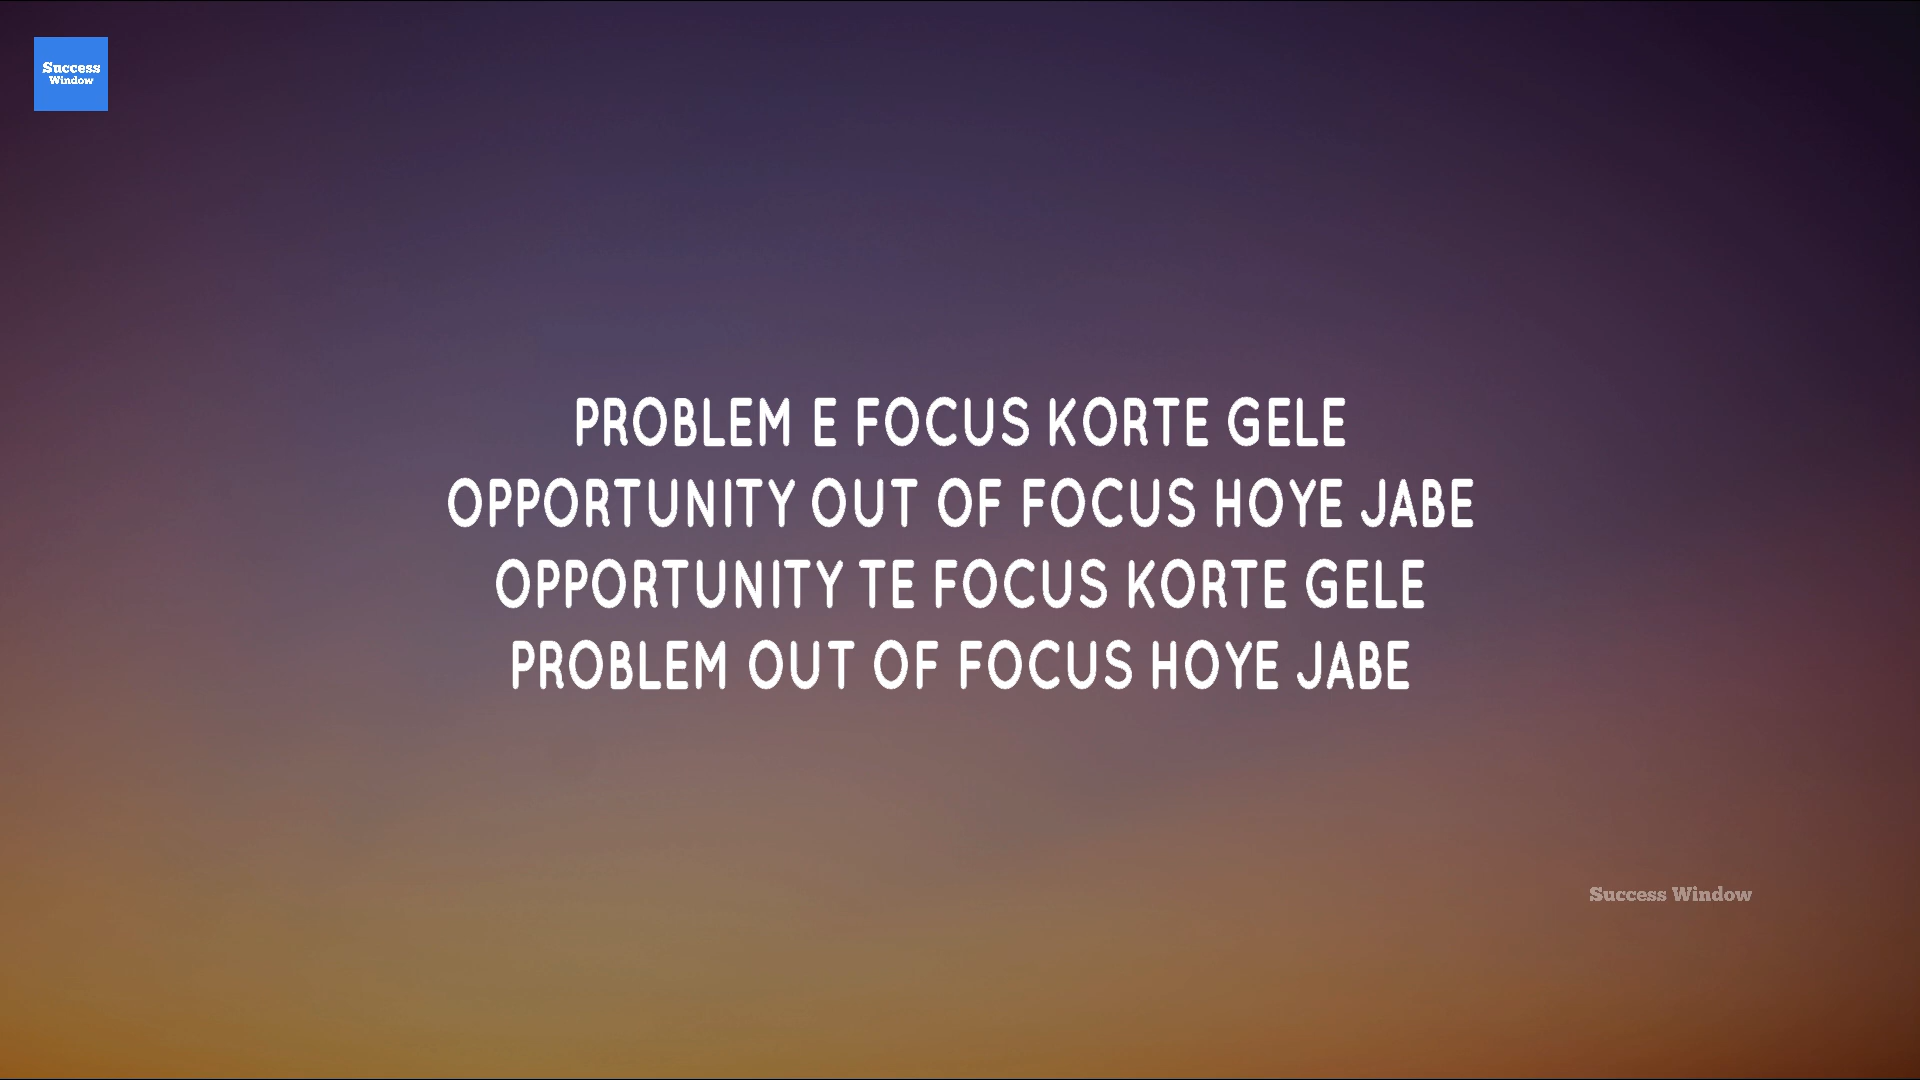 Success
Window
PROBLEM E FOCUS KORTE GELE
OPPORTUNITY OUT OF FOCUS HOYE JABE
OPPORTUNITY TE FOCUS KORTE GELE
PROBLEM OUT OF FOCUS HOYE JABE
Success Window